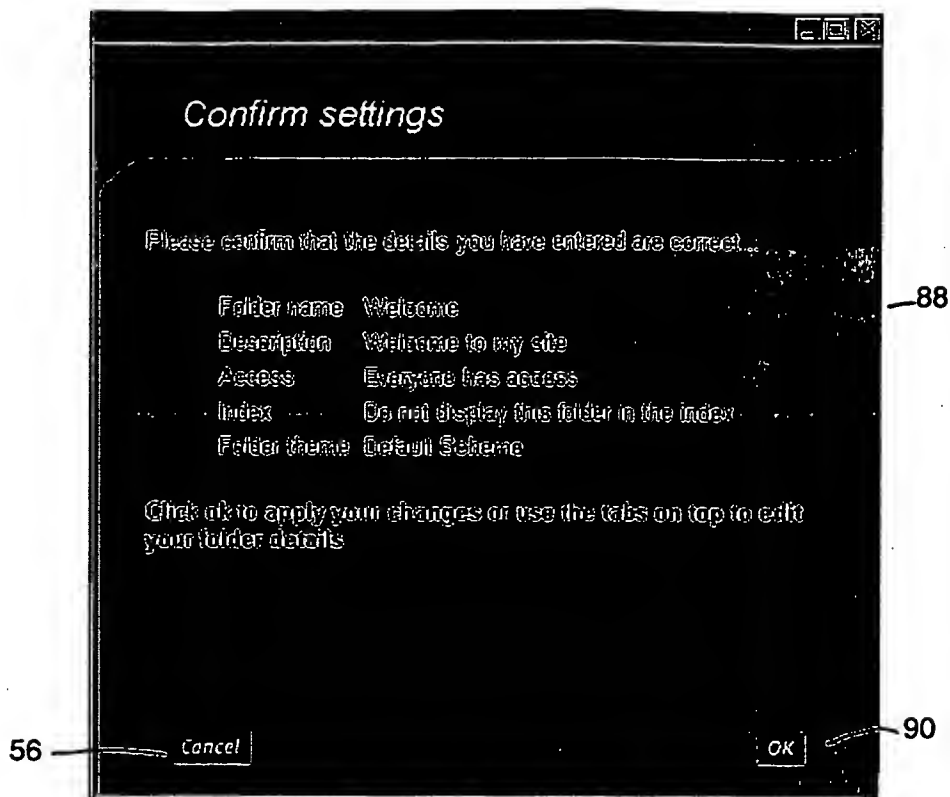 Confirm settings
Please confirm that the details you have entered are correct...
Folder name Welcome
Description Welcome to my site
Access Everyone has access
Index Do not display this folder in the index
Folder theme Default Scheme
Click ok to apply your changes or use the tabs on top to edit
your folder details
88
56
Cancel
OK
90